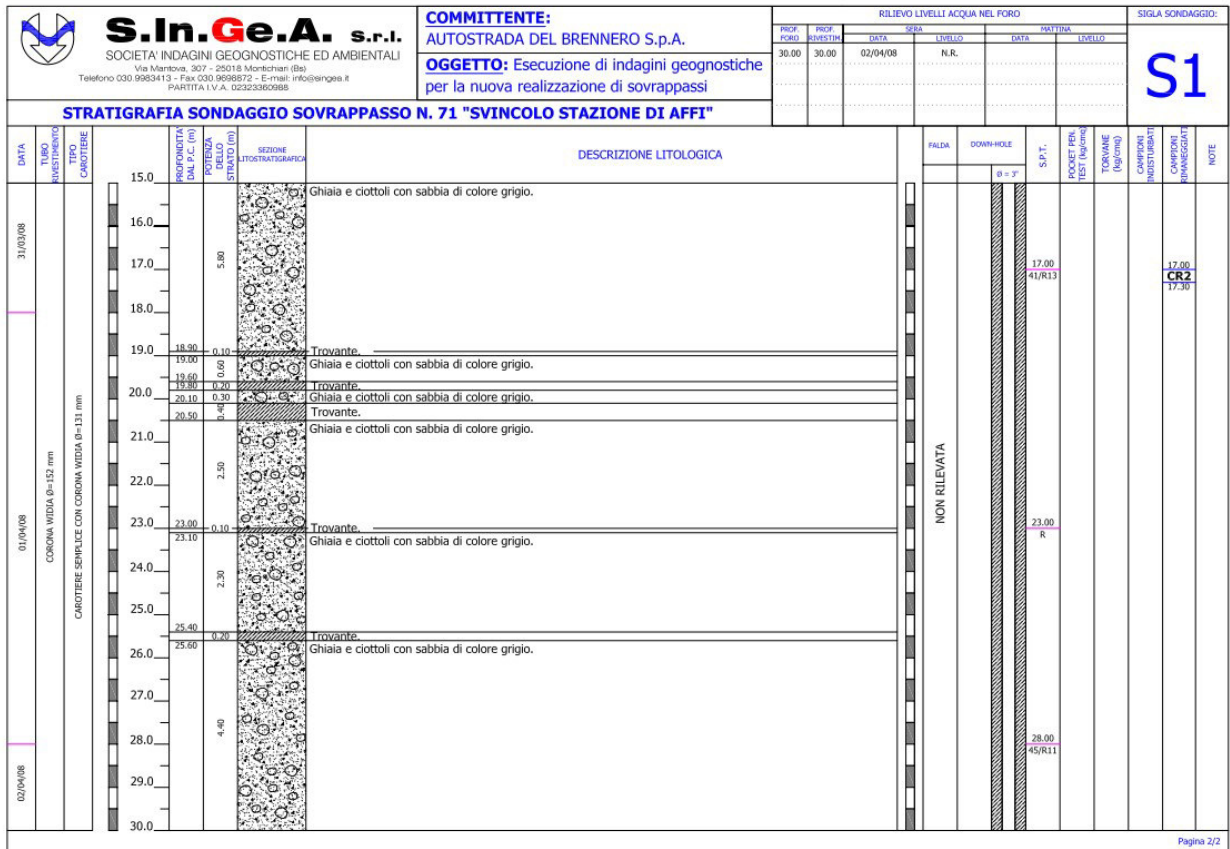 S.In.Ge.A. S.r.l.
SOCIETA' INDAGINI GEOGNOSTICHE ED AMBIENTALI
Via Mantova, 307 - 25018 Montichiari (Bs)
Telefono 030.9983413 - Fax 030.9698872 - E-mail: info@singea.it
PARTITA I.V.A. 02323360988
COMMITTENTE:
AUTOSTRADA DEL BRENNERO S.p.A.
OGGETTO: Esecuzione di indagini geognostiche
per la nuova realizzazione di sovrappassi
RILIEVO LIVELLI ACQUA NEL FORO
PROF. FORO
PROF. RIVESTIM.
SERA
MATTINA
DATA
LIVELLO
DATA
LIVELLO
30.00 30.00 02/04/08 N.R.
SIGLA SONDAGGIO:
S1
STRATIGRAFIA SONDAGGIO SOVRAPPASSO N. 71 "SVINCOLO STAZIONE DI AFFI"
DATA
TUBO RIVESTIMENTO
TIPO CAROTIERE
PROFONDITA' DAL P.C. (m)
POTENZA DELLO STRATO (m)
SEZIONE LITOSTRATIGRAFICA
DESCRIZIONE LITOLOGICA
FALDA
DOWN-HOLE
Ø = 3"
S.P.T.
POCKET PEN. TEST (kg/cmq)
TORVANE (kg/cmq)
CAMPIONI INDISTURBATI
CAMPIONI RIMANEGGIATI
NOTE
31/03/08
01/04/08
02/04/08
CORONA WIDIA Ø=152 mm
CAROTIERE SEMPLICE CON CORONA WIDIA Ø=131 mm
15.0
16.0
17.0
18.0
19.0
20.0
21.0
22.0
23.0
24.0
25.0
26.0
27.0
28.0
29.0
30.0
5.80
Ghiaia e ciottoli con sabbia di colore grigio.
18.90 0.10 Trovante.
19.00 0.60 Ghiaia e ciottoli con sabbia di colore grigio.
19.60
19.80 0.20 Trovante.
20.10 0.30 Ghiaia e ciottoli con sabbia di colore grigio.
20.50 0.40 Trovante.
2.50 Ghiaia e ciottoli con sabbia di colore grigio.
23.00 0.10 Trovante.
23.10 2.30 Ghiaia e ciottoli con sabbia di colore grigio.
25.40 0.20 Trovante.
25.60 4.40 Ghiaia e ciottoli con sabbia di colore grigio.
NON RILEVATA
17.00
41/R13
23.00
R
28.00
45/R11
17.00
CR2
17.30
Pagina 2/2